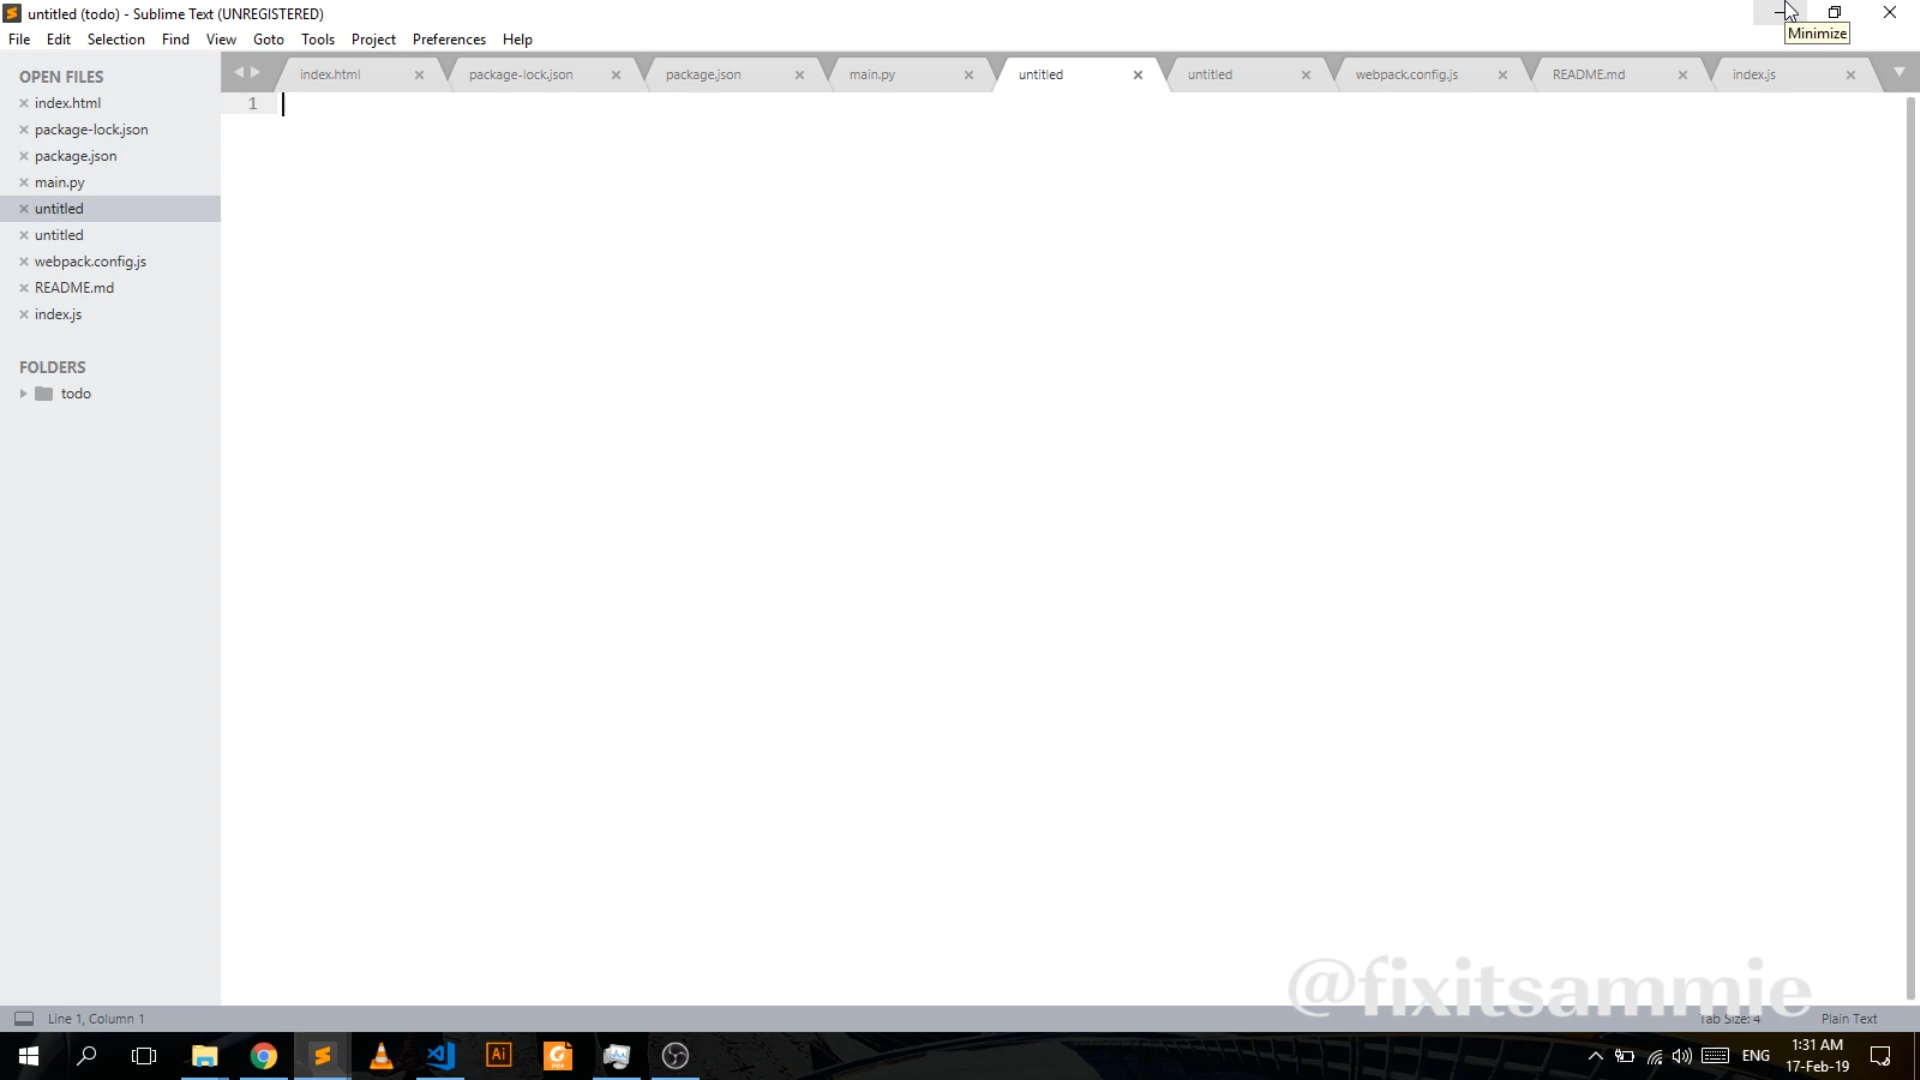 untitled (todo) - Sublime Text (UNREGISTERED)
Minimize
File Edit Selection Find View Goto Tools Project Preferences Help
OPEN FILES
index.html
package-lock.json
package.json
main.py
untitled
untitled
webpack.config.js
README.md
index.js
FOLDERS
todo
index.html package-lock.json package.json main.py untitled untitled webpack.config.js README.md index.js
1
@fixitsammie
Line 1, Column 1 Tab Size: 4 Plain Text
Ai
ENG
1:31 AM
17-Feb-19